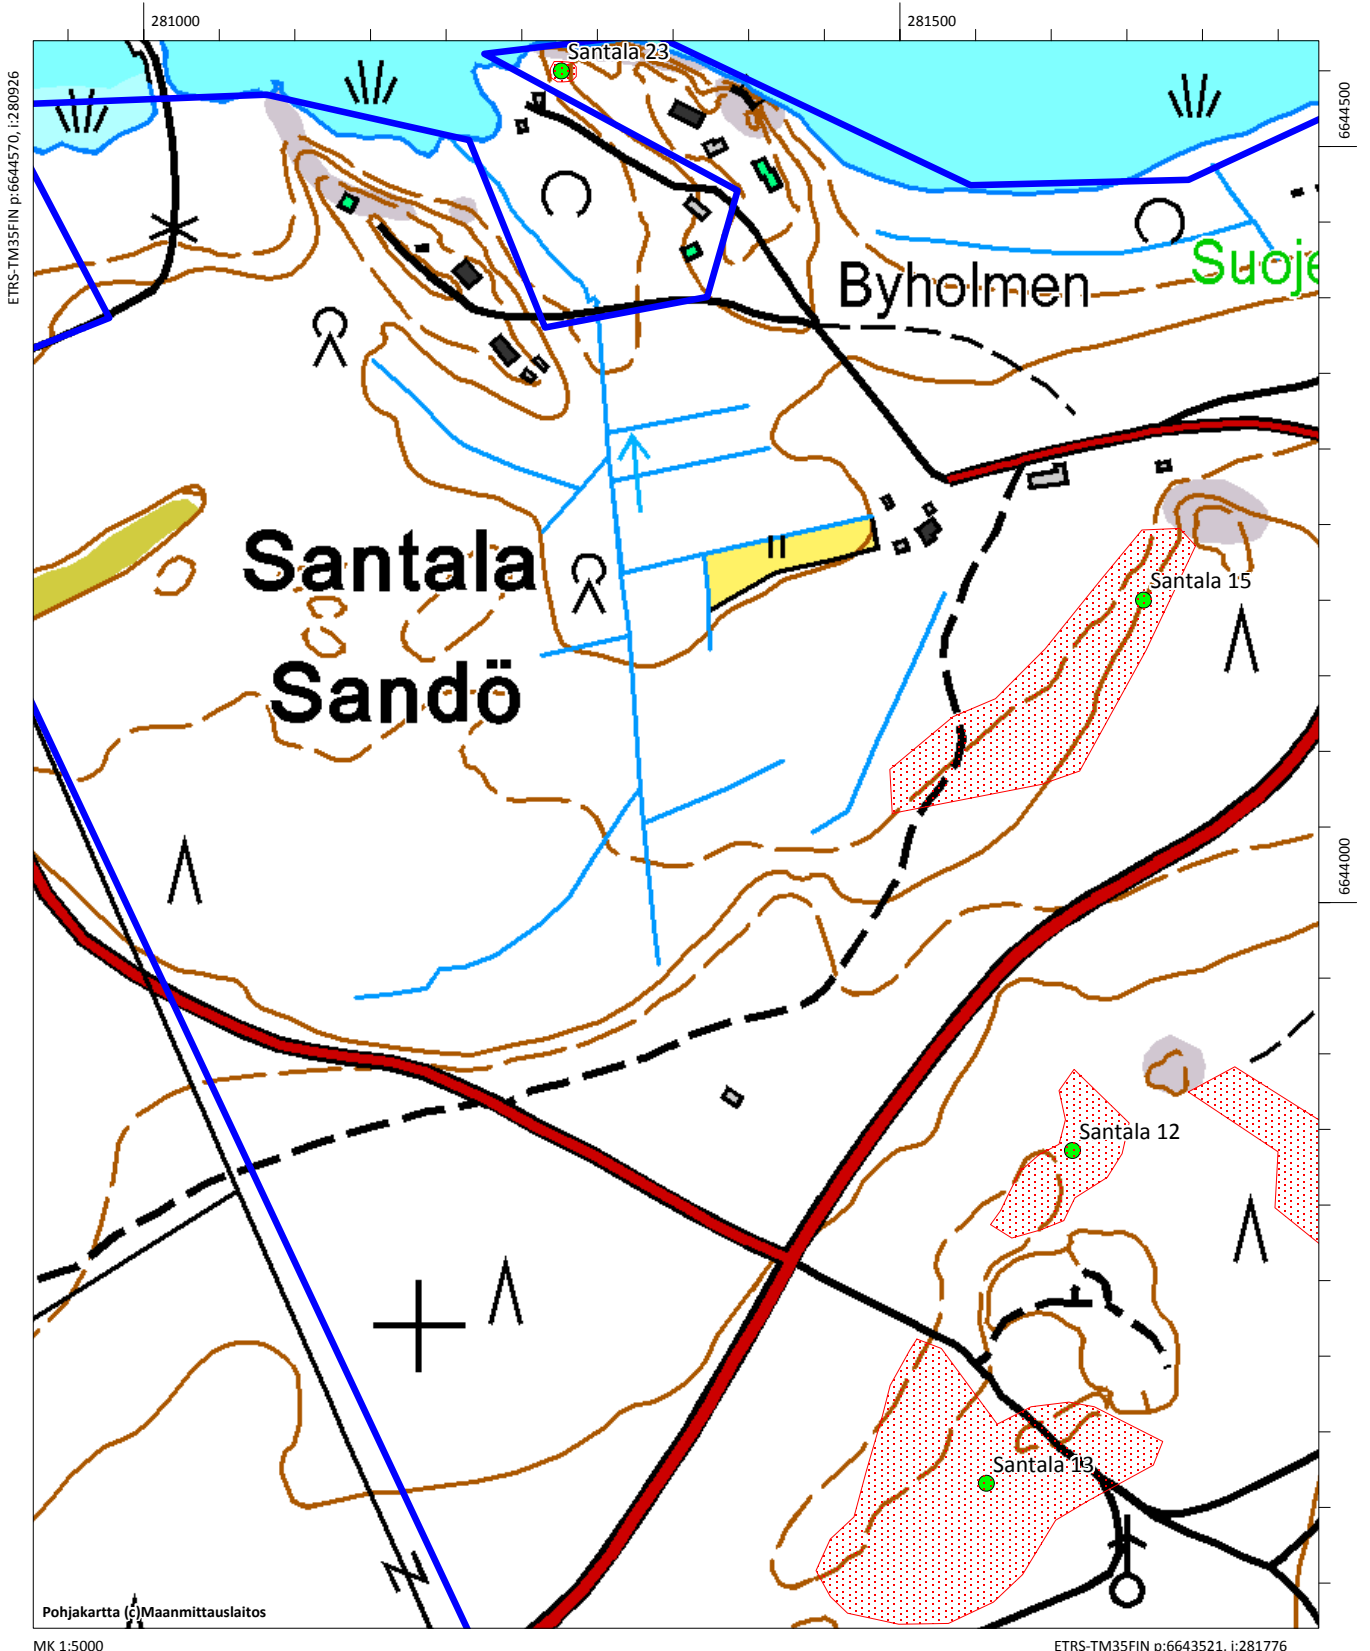 281000
281500
ETRS-TM35FIN p:6644570, i:280926
6644500
Santala 23
Byholmen
Suoje
Santala
Sandö
Santala 15
6644000
Santala 12
Santala 13
Pohjakartta (c)Maanmittauslaitos
MK 1:5000
ETRS-TM35FIN p:6643521, i:281776